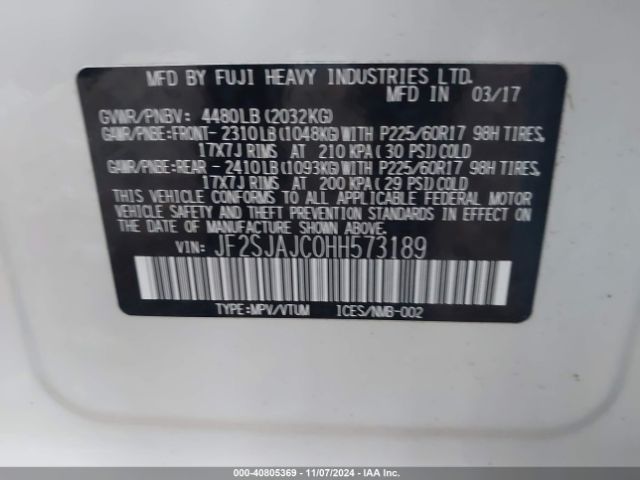 MFD BY FUJI HEAVY INDUSTRIES LTD.
MFD IN 03/17
GVWR/PNBV: 4480LB(2032KG)
GAWR/PNBE:FRONT-2310LB(1048KG)WITH P225/60R17 98H TIRES,
17X7J RIMS AT 210 KPA(30 PSI)COLD
GAWR/PNBE:REAR -2410LB(1093KG)WITH P225/60R17 98H TIRES,
17X7J RIMS AT 200 KPA(29 PSI)COLD
THIS VEHICLE CONFORMS TO ALL APPLICABLE FEDERAL MOTOR
VEHICLE SAFETY AND THEFT PREVENTION STANDARDS IN EFFECT ON
THE DATE OF MANUFACTURE SHOWN ABOVE.
VIN: JF2SJAJC0HH573189
TYPE:MPV/VTUM ICES/NMB-002
000-40805369 - 11/07/2024 - IAA Inc.